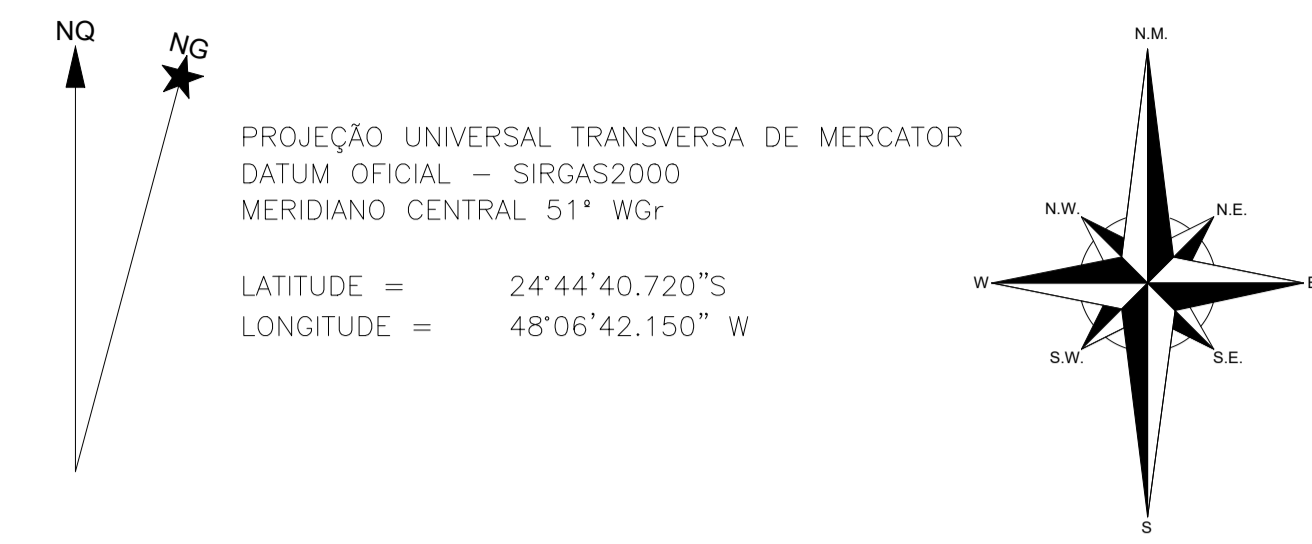 NQ
NG
PROJEÇÃO UNIVERSAL TRANSVERSA DE MERCATOR
DATUM OFICIAL – SIRGAS2000
MERIDIANO CENTRAL 51° WGr
LATITUDE = 24°44'40.720"S
LONGITUDE = 48°06'42.150" W
N.M.
N.W.
N.E.
W
E
S.W.
S.E.
S